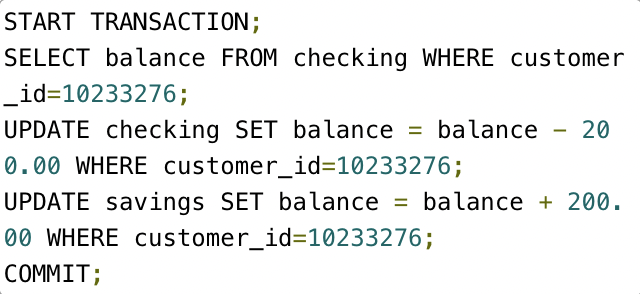 START TRANSACTION;
SELECT balance FROM checking WHERE customer
_id=10233276;
UPDATE checking SET balance = balance - 20
0.00 WHERE customer_id=10233276;
UPDATE savings SET balance = balance + 200.
00 WHERE customer_id=10233276;
COMMIT;